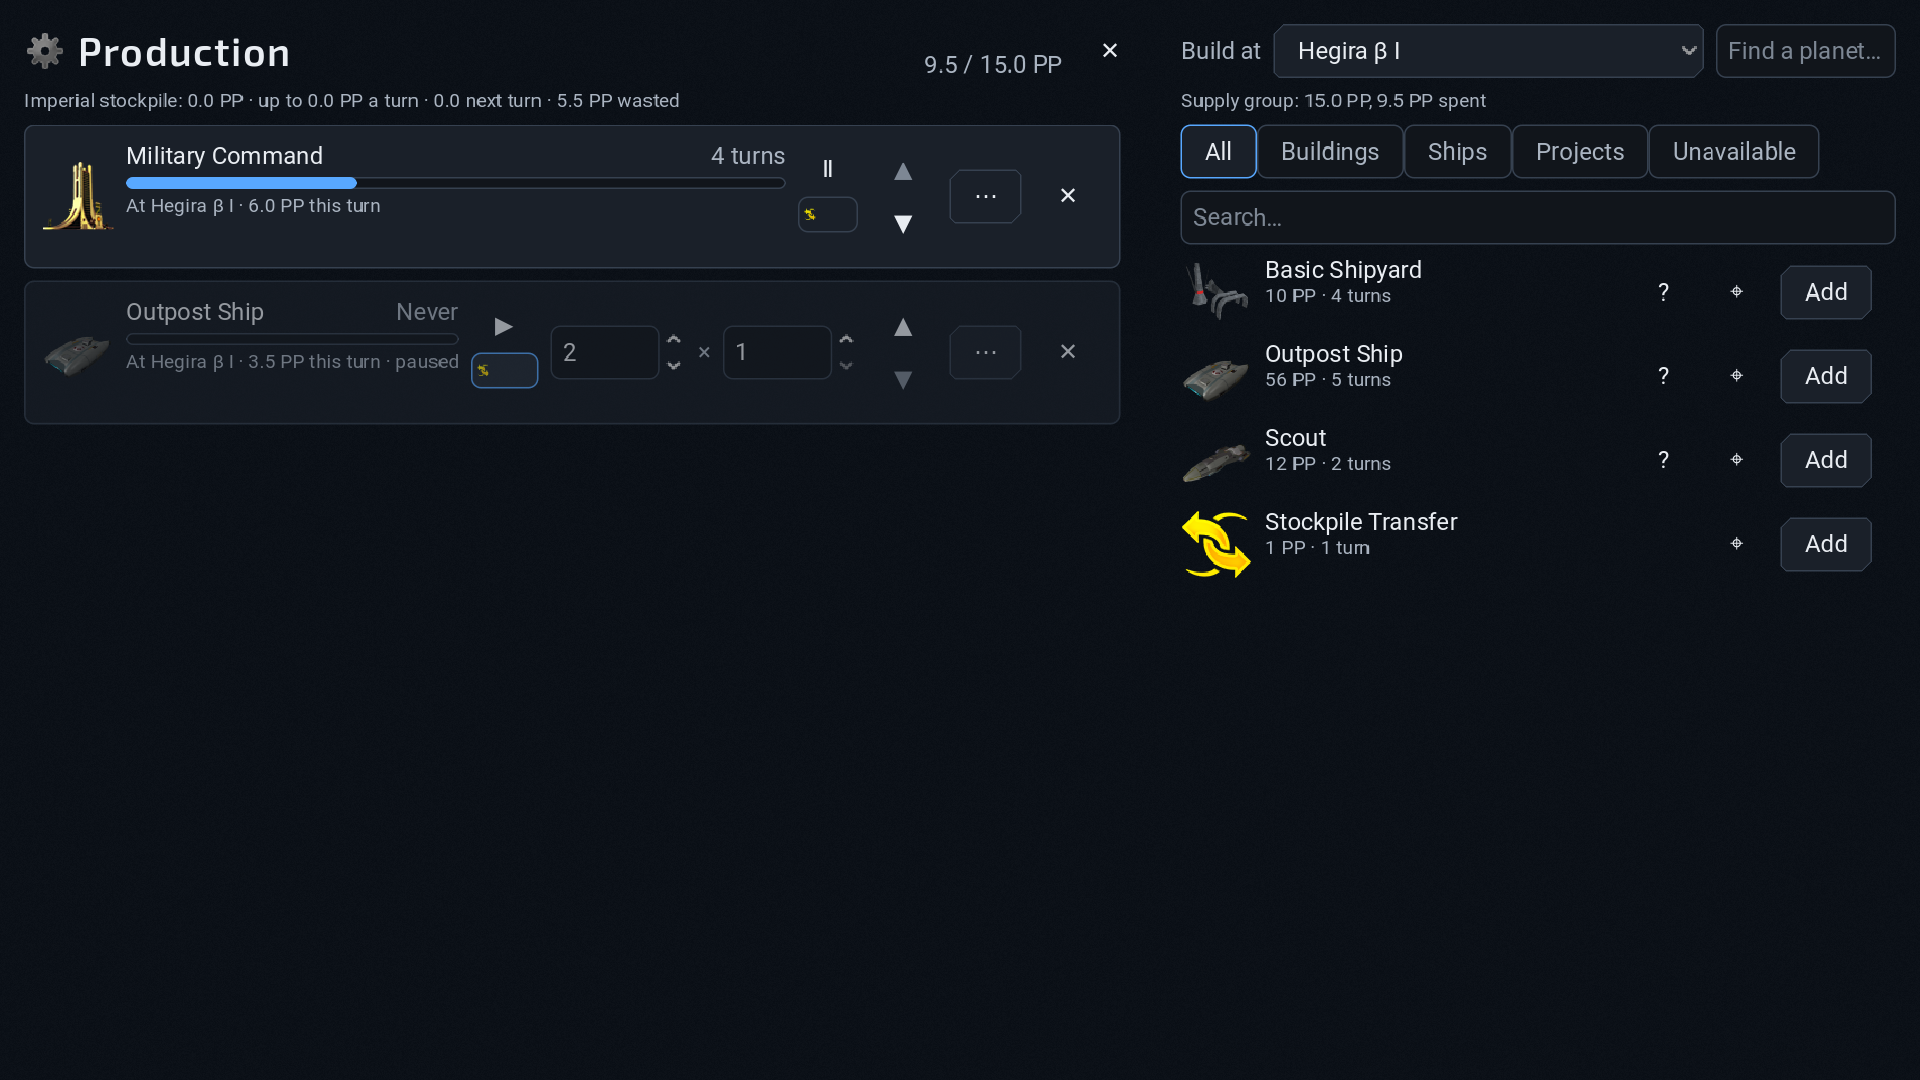 Production
9.5 / 15.0 PP
×
Imperial stockpile: 0.0 PP · up to 0.0 PP a turn · 0.0 next turn · 5.5 PP wasted
Military Command
4 turns
At Hegira β I · 6.0 PP this turn
...
×
Outpost Ship
Never
At Hegira β I · 3.5 PP this turn · paused
2 × 1
...
×
Build at
Hegira β I
Find a planet...
Supply group: 15.0 PP, 9.5 PP spent
All
Buildings
Ships
Projects
Unavailable
Search...
Basic Shipyard
10 PP · 4 turns
?
Add
Outpost Ship
56 PP · 5 turns
?
Add
Scout
12 PP · 2 turns
?
Add
Stockpile Transfer
1 PP · 1 turn
Add